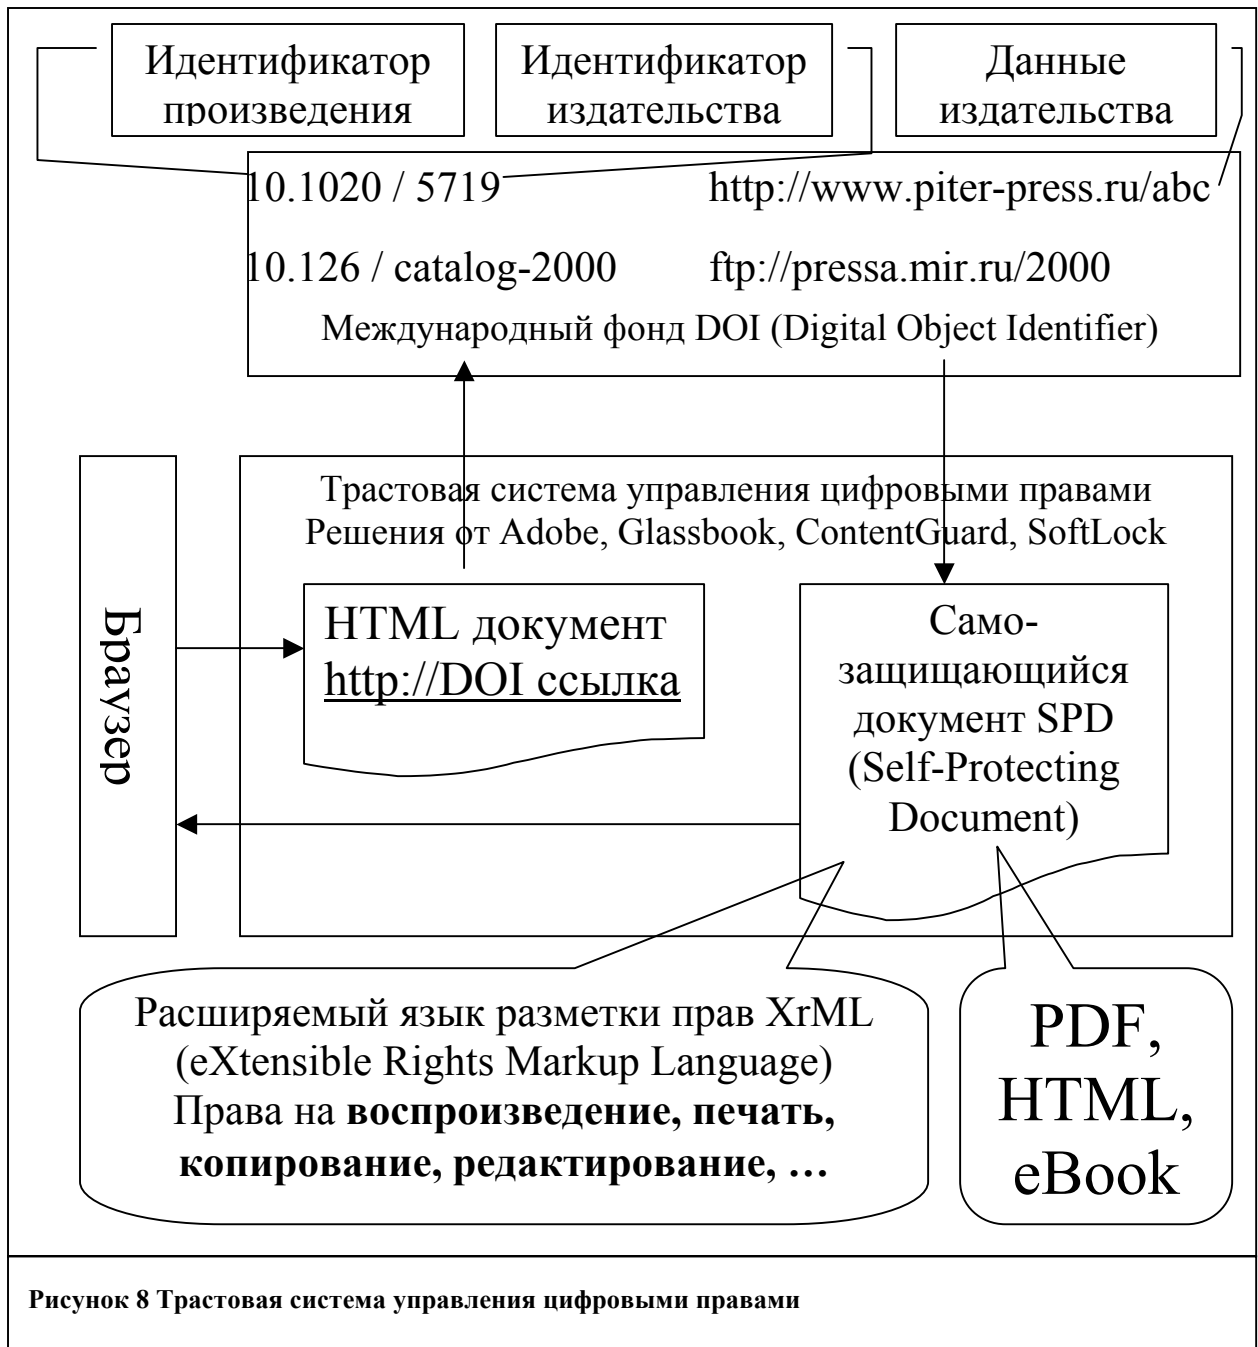 Идентификатор
произведения
Идентификатор
издательства
Данные
издательства
10.1020 / 5719
http://www.piter-press.ru/abc
10.126 / catalog-2000
ftp://pressa.mir.ru/2000
Международный фонд DOI (Digital Object Identifier)
Браузер
Трастовая система управления цифровыми правами
Решения от Adobe, Glassbook, ContentGuard, SoftLock
HTML документ
http://DOI ссылка
Само-
защищающийся
документ SPD
(Self-Protecting
Document)
Расширяемый язык разметки прав XrML
(eXtensible Rights Markup Language)
Права на воспроизведение, печать,
копирование, редактирование, …
PDF,
HTML,
eBook
Рисунок 8 Трастовая система управления цифровыми правами